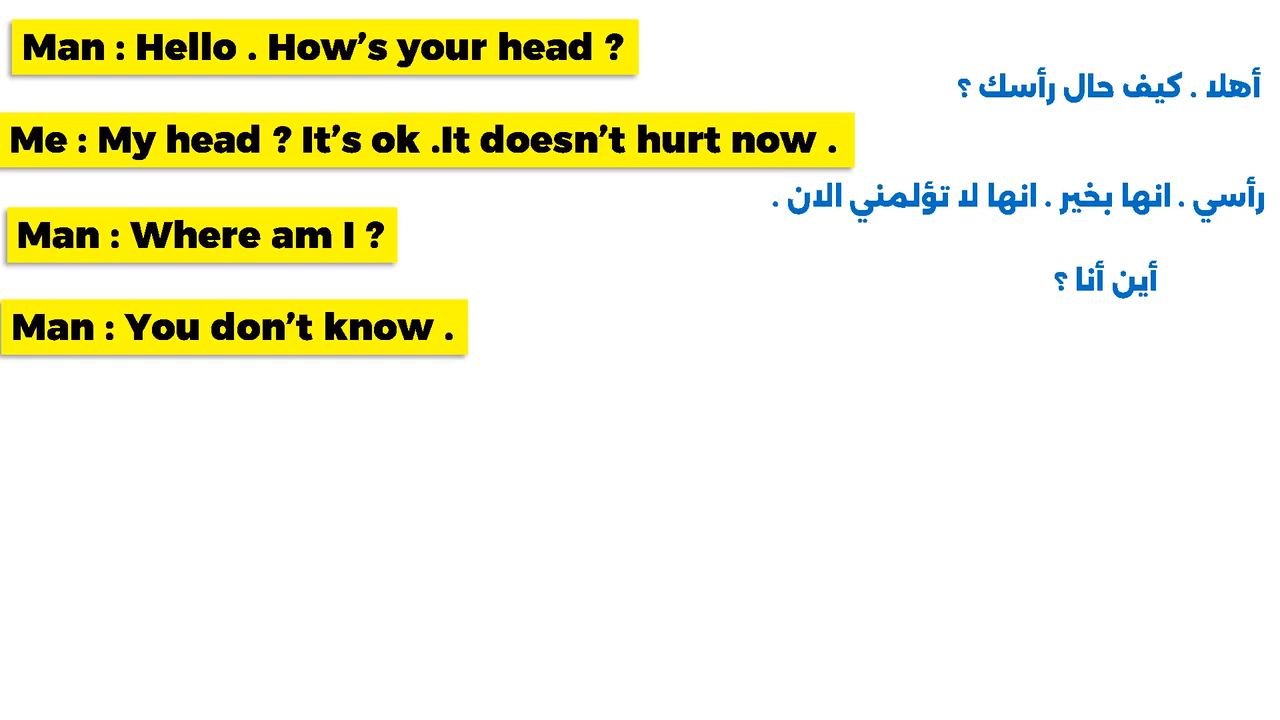 Man : Hello . How’s your head ?
أهلا . كيف حال رأسك ؟
Me : My head ? It’s ok .It doesn’t hurt now .
رأسي . انها بخير . انها لا تؤلمني الان .
Man : Where am I ?
أين أنا ؟
Man : You don’t know .